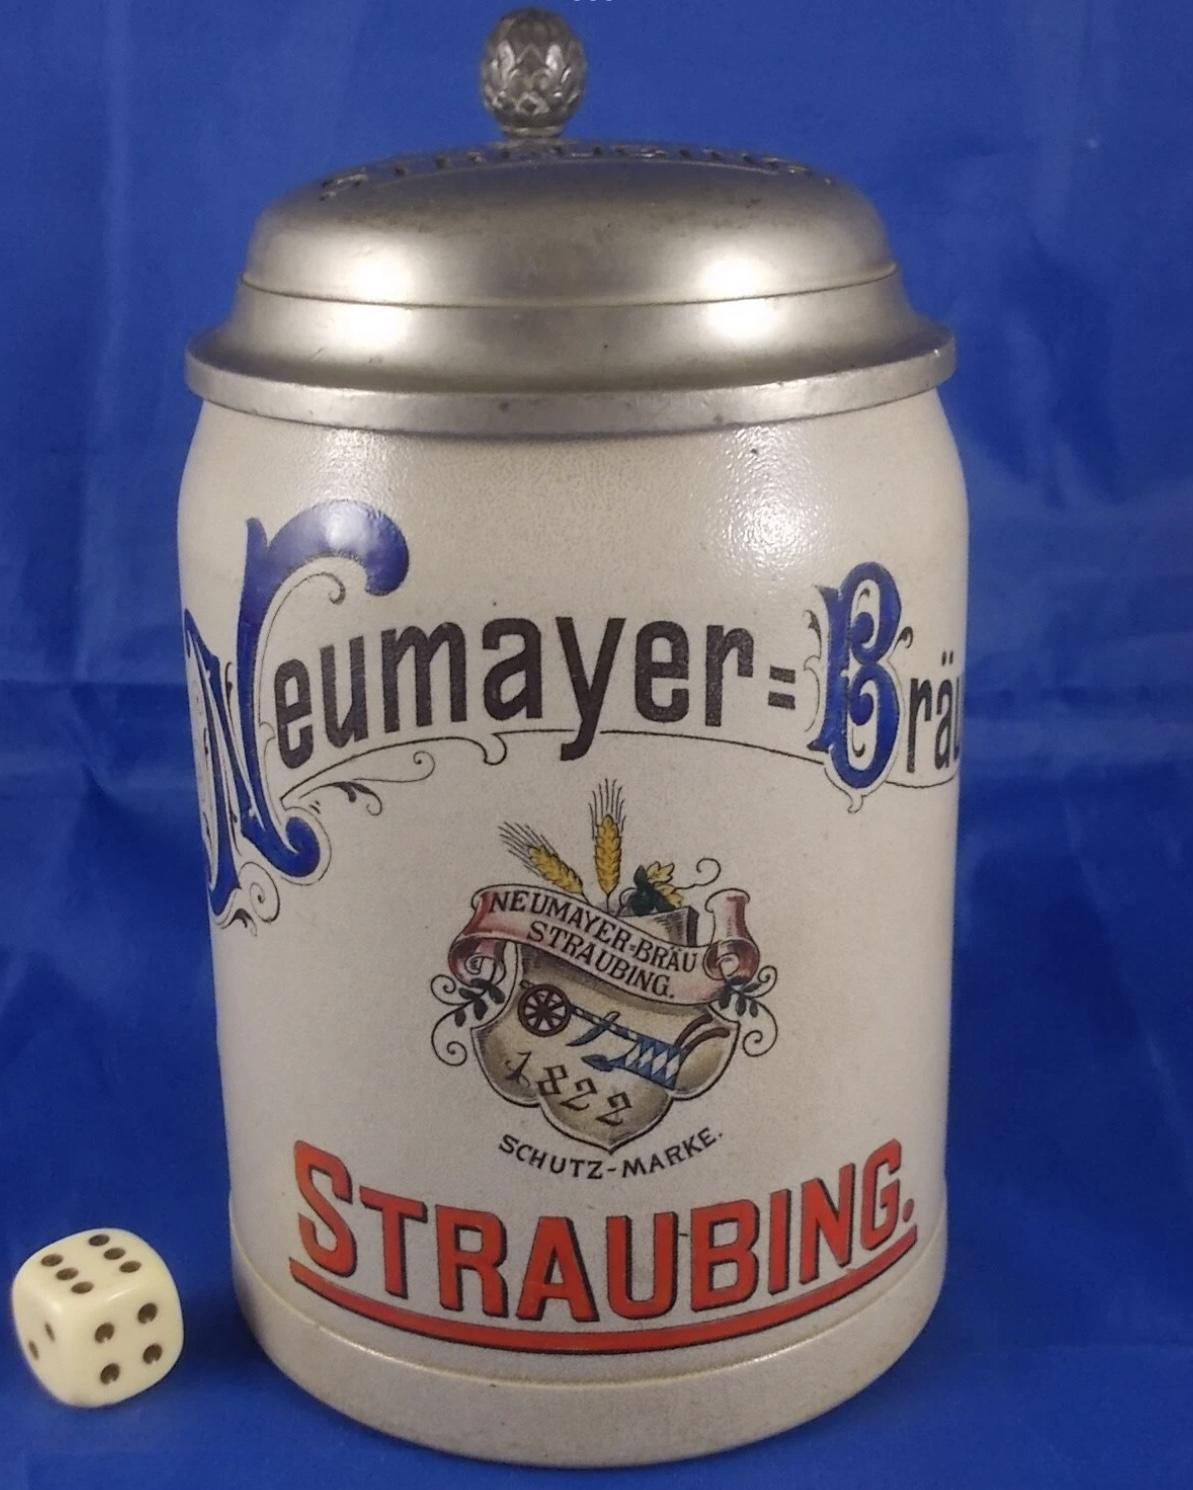 Neumayer=Bräu
NEUMAYER-BRÄU
STRAUBING.
1822
SCHUTZ-MARKE.
STRAUBING.